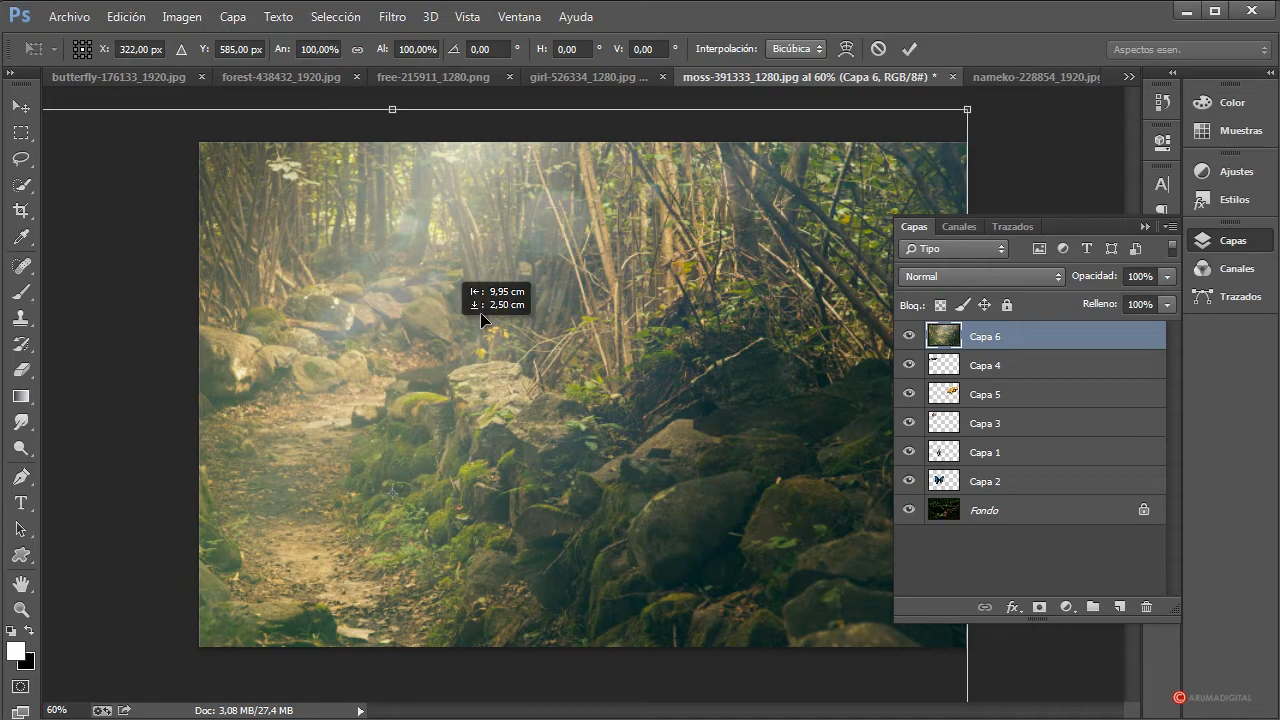 Ps Archivo Edición Imagen Capa Texto Selección Filtro 3D Vista Ventana Ayuda
X: 322,00 px Y: 585,00 px An: 100,00% Al: 100,00% 0,00 ° H: 0,00 ° V: 0,00 ° Interpolación: Bicúbica Aspectos esen.
butterfly-176133_1920.jpg × forest-438432_1920.jpg × free-215911_1280.png × girl-526334_1280.jpg ... × moss-391333_1280.jpg al 60% (Capa 6, RGB/8#) * × nameko-228854_1920.jpg
Color
Muestras
Ajustes
Estilos
Capas
Canales
Trazados
Capas Canales Trazados
Tipo
Normal Opacidad: 100%
Bloq.: Relleno: 100%
Capa 6
Capa 4
Capa 5
Capa 3
Capa 1
Capa 2
Fondo
fx
: 9,95 cm
: 2,50 cm
60% Doc: 3,08 MB/27,4 MB
© ARUMADIGITAL